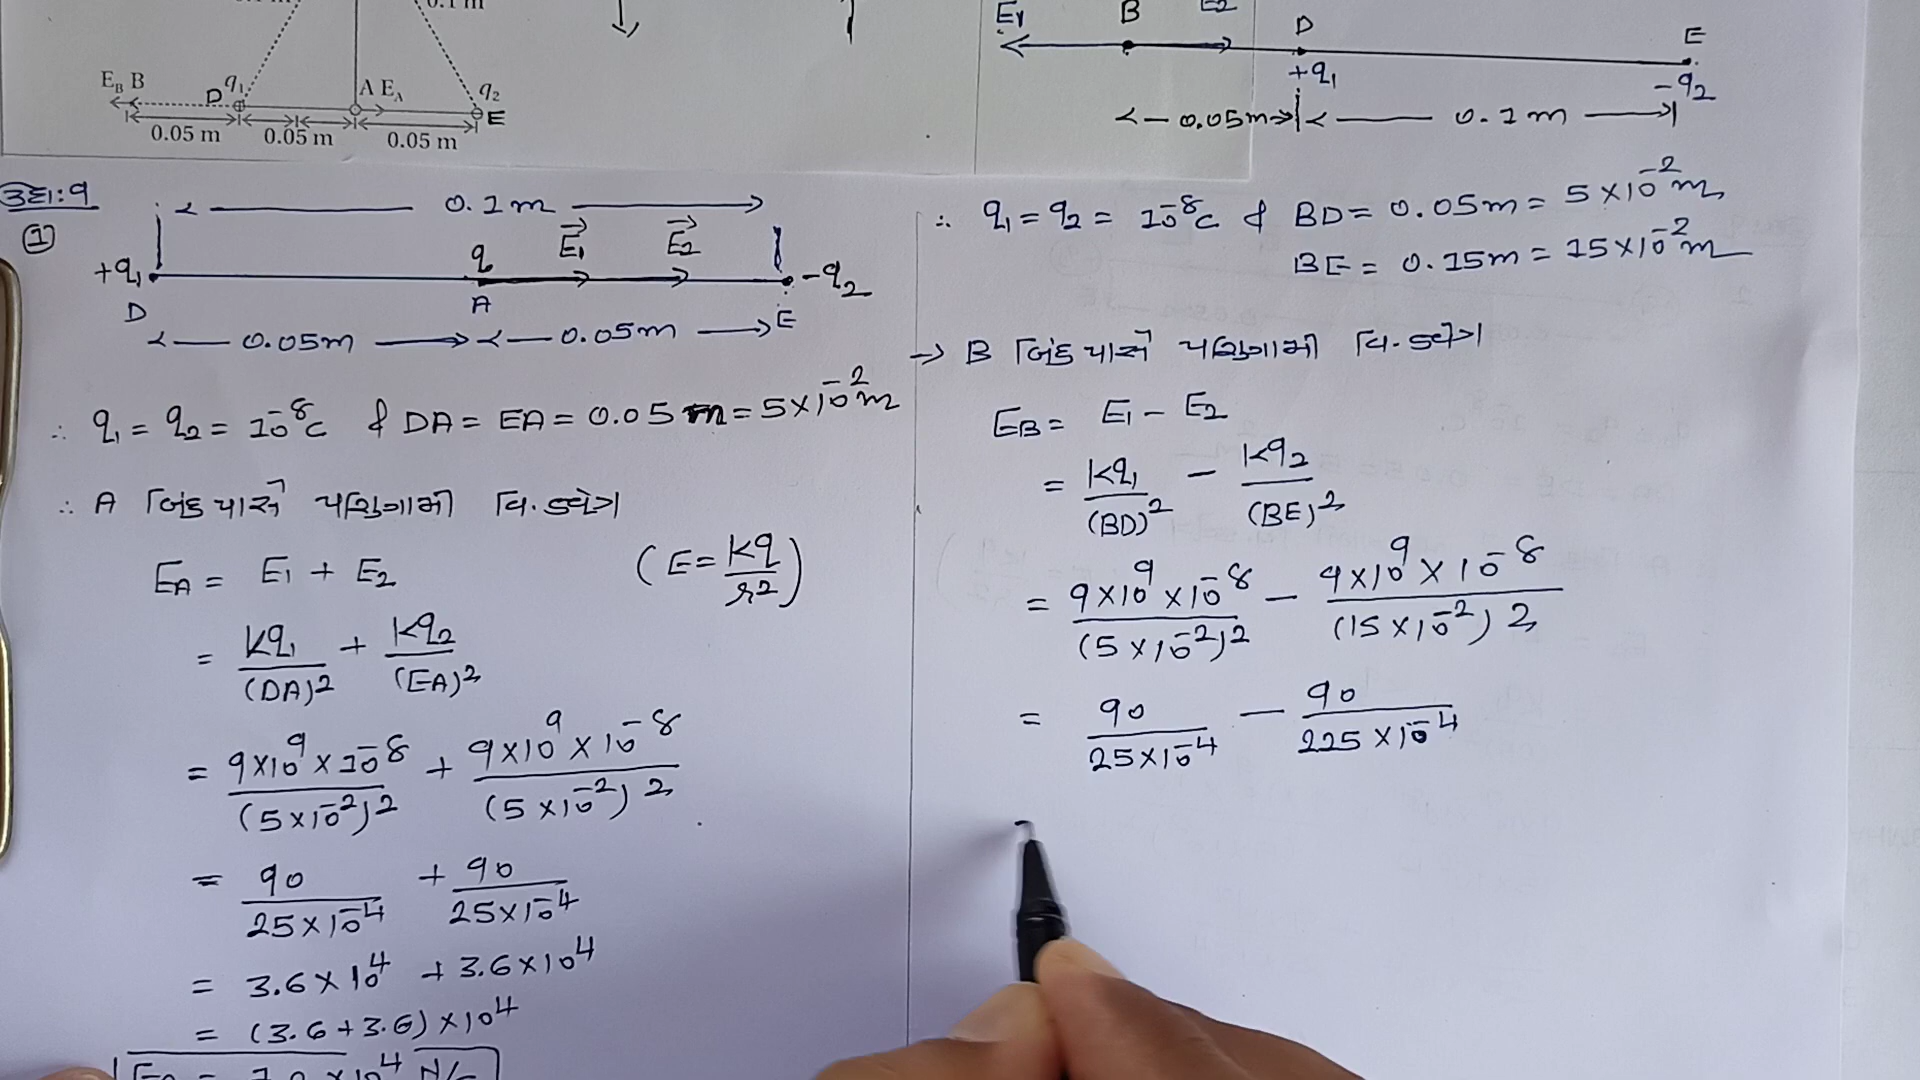 0.1 m
E_B B
D q₁
A E_A
q₂
E
0.05 m 0.05 m 0.05 m
ઉદા:૧
①
0.1m
+q₁ q E⃗₁ E⃗₂ -q₂
D A E
0.05m 0.05m
∴ q₁ = q₂ = 10⁻⁸C & DA = EA = 0.05 m = 5×10⁻²m
∴ A બિંદુ પાસે પરિણામી વિ.ક્ષેત્ર
E_A = E₁ + E₂ (E = kq/r²)
= kq₁/(DA)² + kq₂/(EA)²
= 9×10⁹×10⁻⁸/(5×10⁻²)² + 9×10⁹×10⁻⁸/(5×10⁻²)²
= 90/25×10⁻⁴ + 90/25×10⁻⁴
= 3.6×10⁴ + 3.6×10⁴
= (3.6+3.6)×10⁴
B E₂ D E
+q₁ -q₂
0.05m 0.1m
∴ q₁ = q₂ = 10⁻⁸C & BD = 0.05m = 5×10⁻²m
BE = 0.15m = 15×10⁻²m
→ B બિંદુ પાસે પરિણામી વિ.ક્ષેત્ર
E_B = E₁ - E₂
= kq₁/(BD)² - kq₂/(BE)²
= 9×10⁹×10⁻⁸/(5×10⁻²)² - 9×10⁹×10⁻⁸/(15×10⁻²)²
= 90/25×10⁻⁴ - 90/225×10⁻⁴